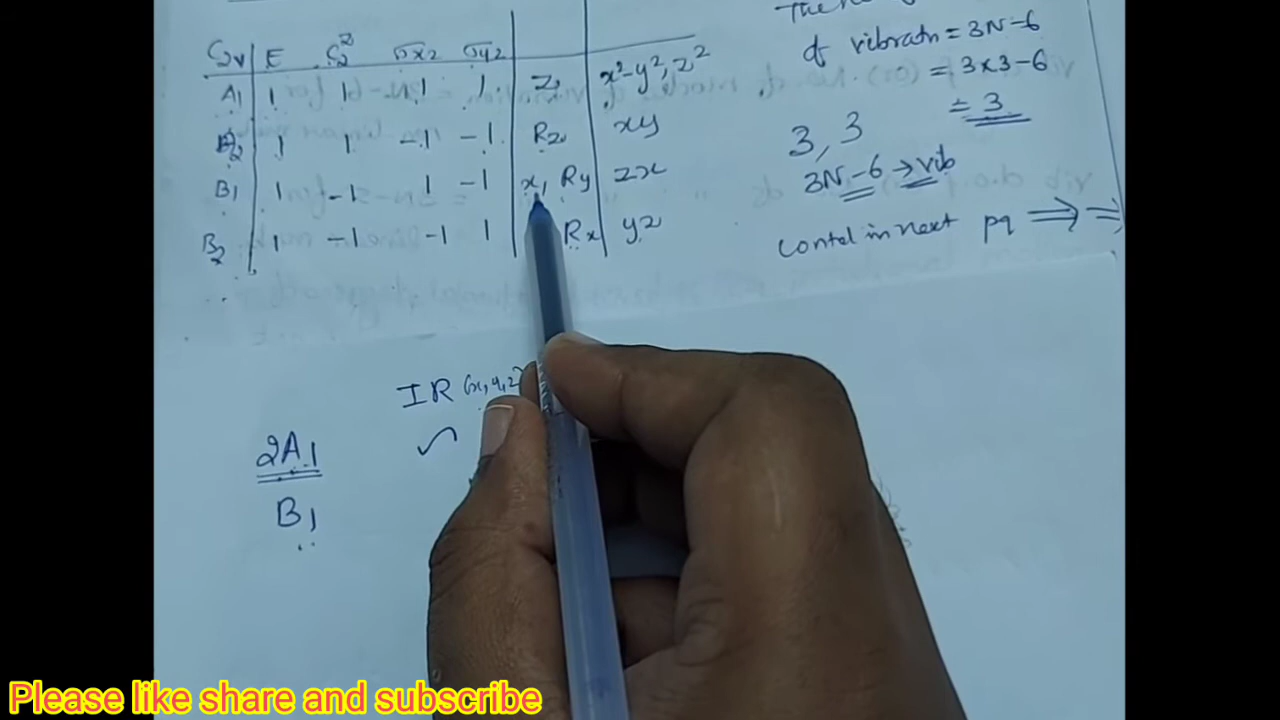 C2v E C2z σxz σyz
A1 1 1 1 1 z x²-y², z²
A2 1 1 -1 -1 Rz xy
B1 1 -1 1 -1 x, Ry zx
B2 1 -1 -1 1 Rx yz
The
of vibratn = 3N-6
= 3x3-6
= 3
3, 3
3N-6 → vib
contd in next pg ⇒ ⇒
IR (x,y,z
2A1 ✓
B1
Please like share and subscribe